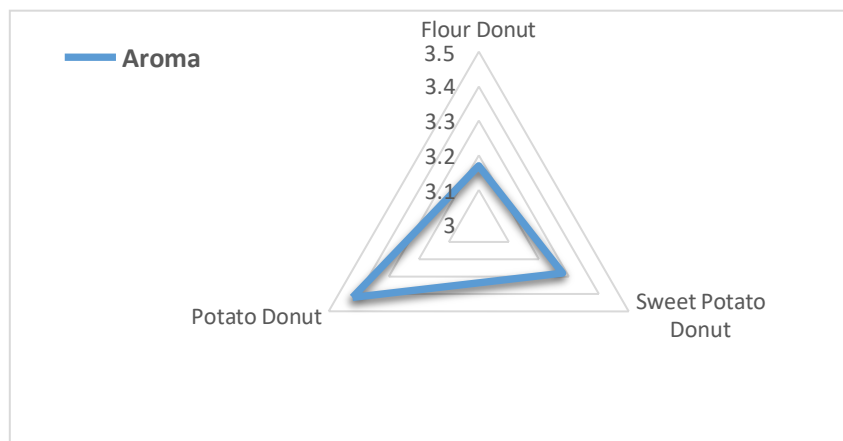 Flour Donut
Aroma
3.5
3.4
3.3
3.2
3.1
3
Potato Donut
Sweet Potato
Donut